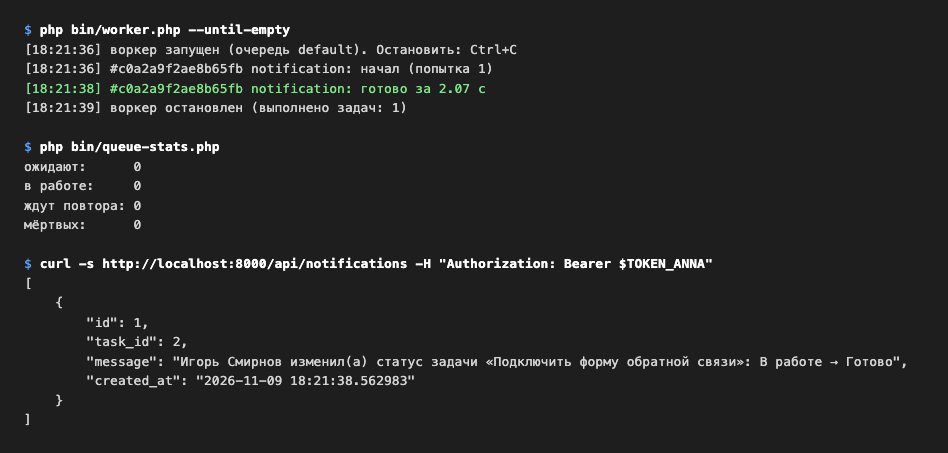 $ php bin/worker.php --until-empty
[18:21:36] воркер запущен (очередь default). Остановить: Ctrl+C
[18:21:36] #c0a2a9f2ae8b65fb notification: начал (попытка 1)
[18:21:38] #c0a2a9f2ae8b65fb notification: готово за 2.07 с
[18:21:39] воркер остановлен (выполнено задач: 1)
$ php bin/queue-stats.php
ожидают:      0
в работе:     0
ждут повтора: 0
мёртвых:      0
$ curl -s http://localhost:8000/api/notifications -H "Authorization: Bearer $TOKEN_ANNA"
[
    {
        "id": 1,
        "task_id": 2,
        "message": "Игорь Смирнов изменил(а) статус задачи «Подключить форму обратной связи»: В работе → Готово",
        "created_at": "2026-11-09 18:21:38.562983"
    }
]